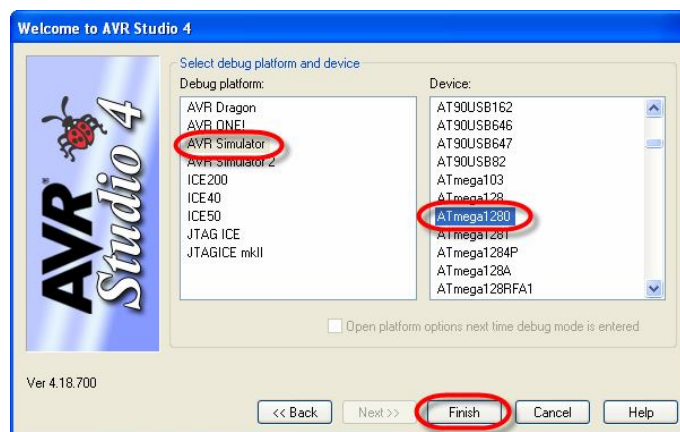 Welcome to AVR Studio 4
AVR Studio 4
Select debug platform and device
Debug platform:
AVR Dragon
AVR ONE!
AVR Simulator
AVR Simulator 2
ICE200
ICE40
ICE50
JTAG ICE
JTAGICE mkII
Device:
AT90USB162
AT90USB646
AT90USB647
AT90USB82
ATmega103
ATmega128
ATmega1280
ATmega1281
ATmega1284P
ATmega128A
ATmega128RFA1
Open platform options next time debug mode is entered
Ver 4.18.700
<< Back
Next >>
Finish
Cancel
Help